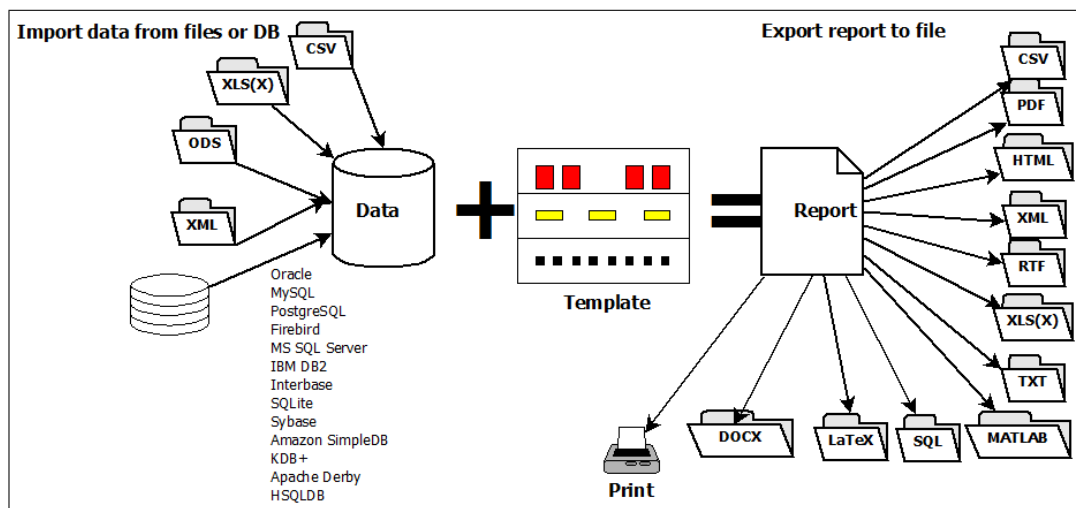 Import data from files or DB
CSV
XLS(X)
ODS
XML
Data
Oracle
MySQL
PostgreSQL
Firebird
MS SQL Server
IBM DB2
Interbase
SQLite
Sybase
Amazon SimpleDB
KDB+
Apache Derby
HSQLDB
Template
Export report to file
Report
CSV
PDF
HTML
XML
RTF
XLS(X)
TXT
MATLAB
SQL
LaTeX
DOCX
Print